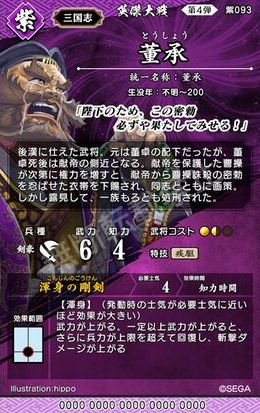 紫
三国志
英傑大戦
第4弾
紫093
とうしょう
董承
統一名称：董承
生没年：不明～200
「陛下のため、この密勅
必ずや果たしてみせる！」
後漢に仕えた武将。元は董卓の配下だったが、董
卓死後は献帝の側近となる。献帝を保護した曹操
が次第に権力を増すと、献帝から曹操誅殺の密勅
を忍ばせた衣帯を下賜され、同志とともに画策。
しかし露見して、一族もろとも処刑された。
兵種
剣豪
武力
6
知力
4
武将コスト
特技
疾駆
こんしんのごうけん
渾身の剛剣
必要士気
4
効果時間
知力時間
効果範囲
【渾身】（発動時の士気が必要士気に近い
ほど効果が大きい）
武力が上がる。一定以上武力が上がると、
さらに兵力が上限を超えて回復し、斬撃
ダメージが上がる
Illustration:hippo
©SEGA
0000-0000-0000-0000-0000